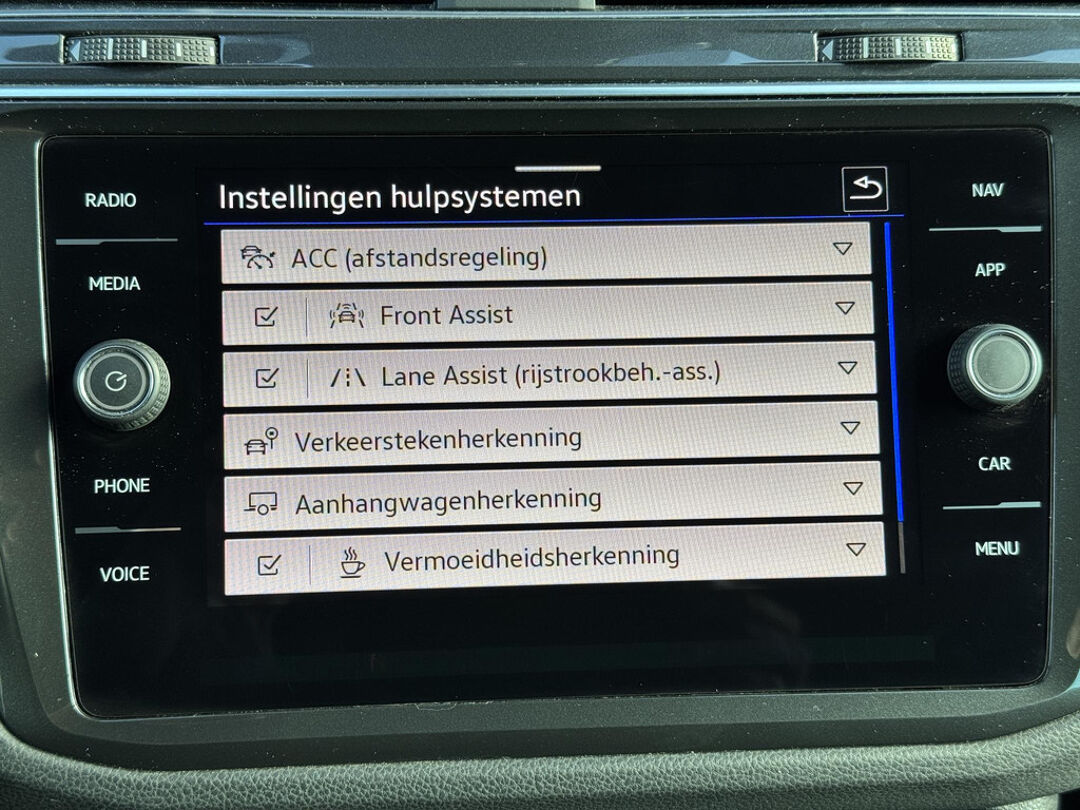 Instellingen hulpsystemen
RADIO
MEDIA
PHONE
VOICE
ACC (afstandsregeling)
Front Assist
Lane Assist (rijstrookbeh.-ass.)
Verkeerstekenherkenning
Aanhangwagenherkenning
Vermoeidheidsherkenning
NAV
APP
CAR
MENU